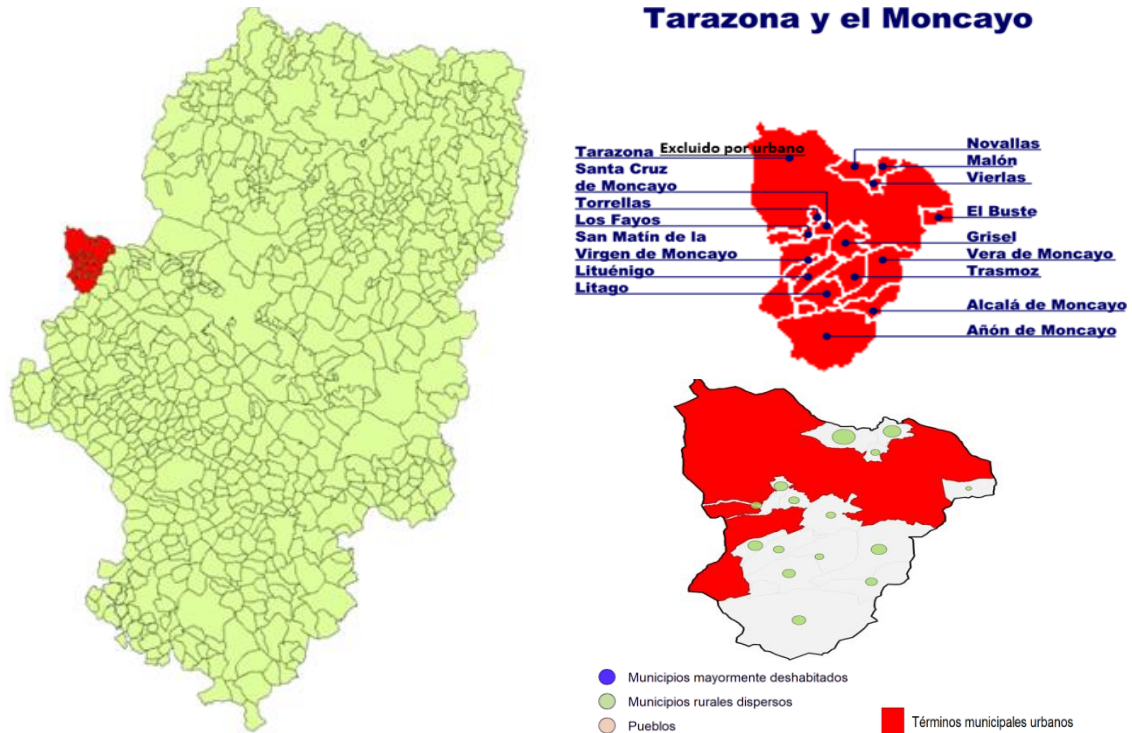 Tarazona y el Moncayo
Tarazona Excluido por urbano
Santa Cruz
de Moncayo
Torrellas
Los Fayos
San Matín de la
Virgen de Moncayo
Lituénigo
Litago
Novallas
Malón
Vierlas
El Buste
Grisel
Vera de Moncayo
Trasmoz
Alcalá de Moncayo
Añón de Moncayo
Municipios mayormente deshabitados
Municipios rurales dispersos
Pueblos
Términos municipales urbanos